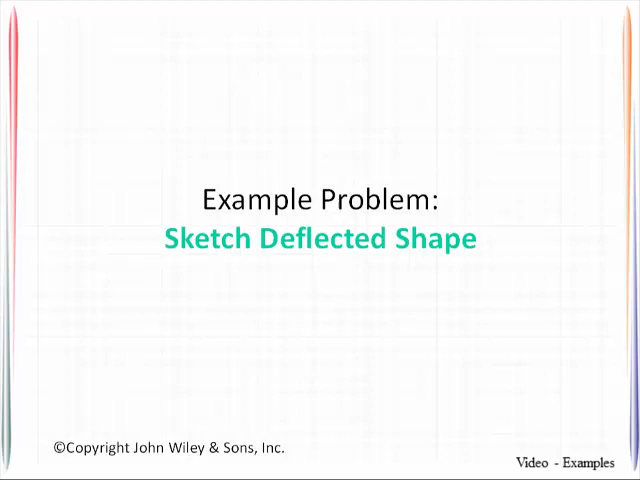 Example Problem:
Sketch Deflected Shape
©Copyright John Wiley & Sons, Inc.
Video - Examples